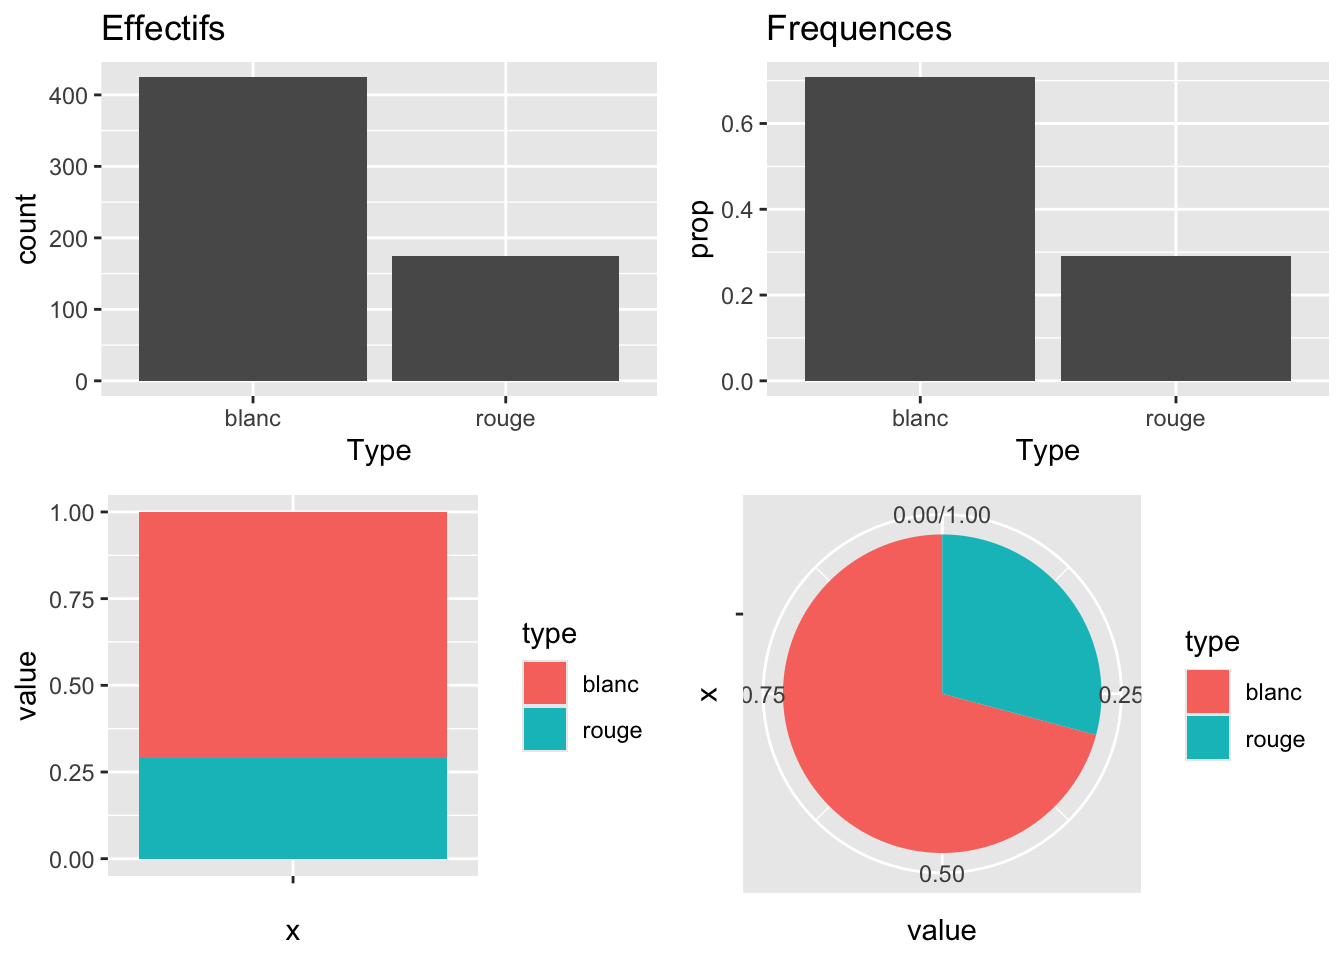 Effectifs
count
400
300
200
100
0
blanc rouge
Type
Frequences
prop
0.6
0.4
0.2
0.0
blanc rouge
Type
value
1.00
0.75
0.50
0.25
0.00
x
type
blanc
rouge
x
0.00/1.00
0.75
0.25
0.50
value
type
blanc
rouge